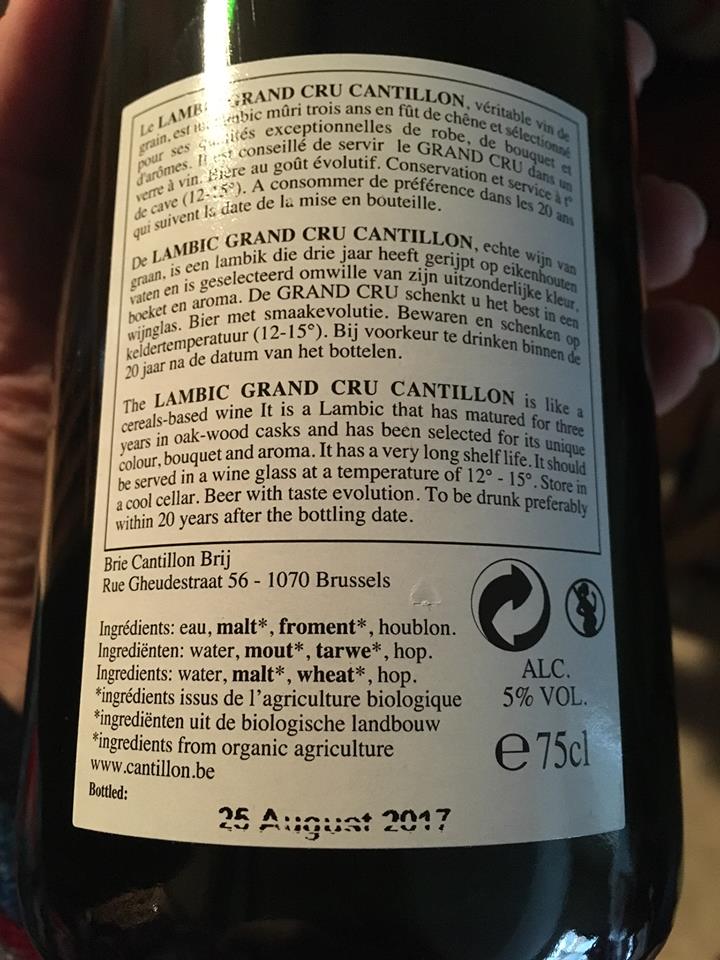 Le LAMBIC GRAND CRU CANTILLON, véritable vin de
grain, est un lambic mûri trois ans en fût de chêne et sélectionné
pour ses qualités exceptionnelles de robe, de bouquet et
d'arômes. Il est conseillé de servir le GRAND CRU dans un
verre à vin. Bière au goût évolutif. Conservation et service à t°
de cave (12-15°). A consommer de préférence dans les 20 ans
qui suivent la date de la mise en bouteille.
De LAMBIC GRAND CRU CANTILLON, echte wijn van
graan, is een lambik die drie jaar heeft gerijpt op eikenhouten
vaten en is geselecteerd omwille van zijn uitzonderlijke kleur,
boeket en aroma. De GRAND CRU schenkt u het best in een
wijnglas. Bier met smaakevolutie. Bewaren en schenken op
keldertemperatuur (12-15°). Bij voorkeur te drinken binnen de
20 jaar na de datum van het bottelen.
The LAMBIC GRAND CRU CANTILLON is like a
cereals-based wine It is a Lambic that has matured for three
years in oak-wood casks and has been selected for its unique
colour, bouquet and aroma. It has a very long shelf life. It should
be served in a wine glass at a temperature of 12° - 15°. Store in
a cool cellar. Beer with taste evolution. To be drunk preferably
within 20 years after the bottling date.
Brie Cantillon Brij
Rue Gheudestraat 56 - 1070 Brussels
Ingrédients: eau, malt*, froment*, houblon.
Ingrediënten: water, mout*, tarwe*, hop.
Ingredients: water, malt*, wheat*, hop.
*ingrédients issus de l'agriculture biologique
*ingrediënten uit de biologische landbouw
*ingredients from organic agriculture
www.cantillon.be
Bottled:
25 August 2017
ALC.
5% VOL.
e 75cl